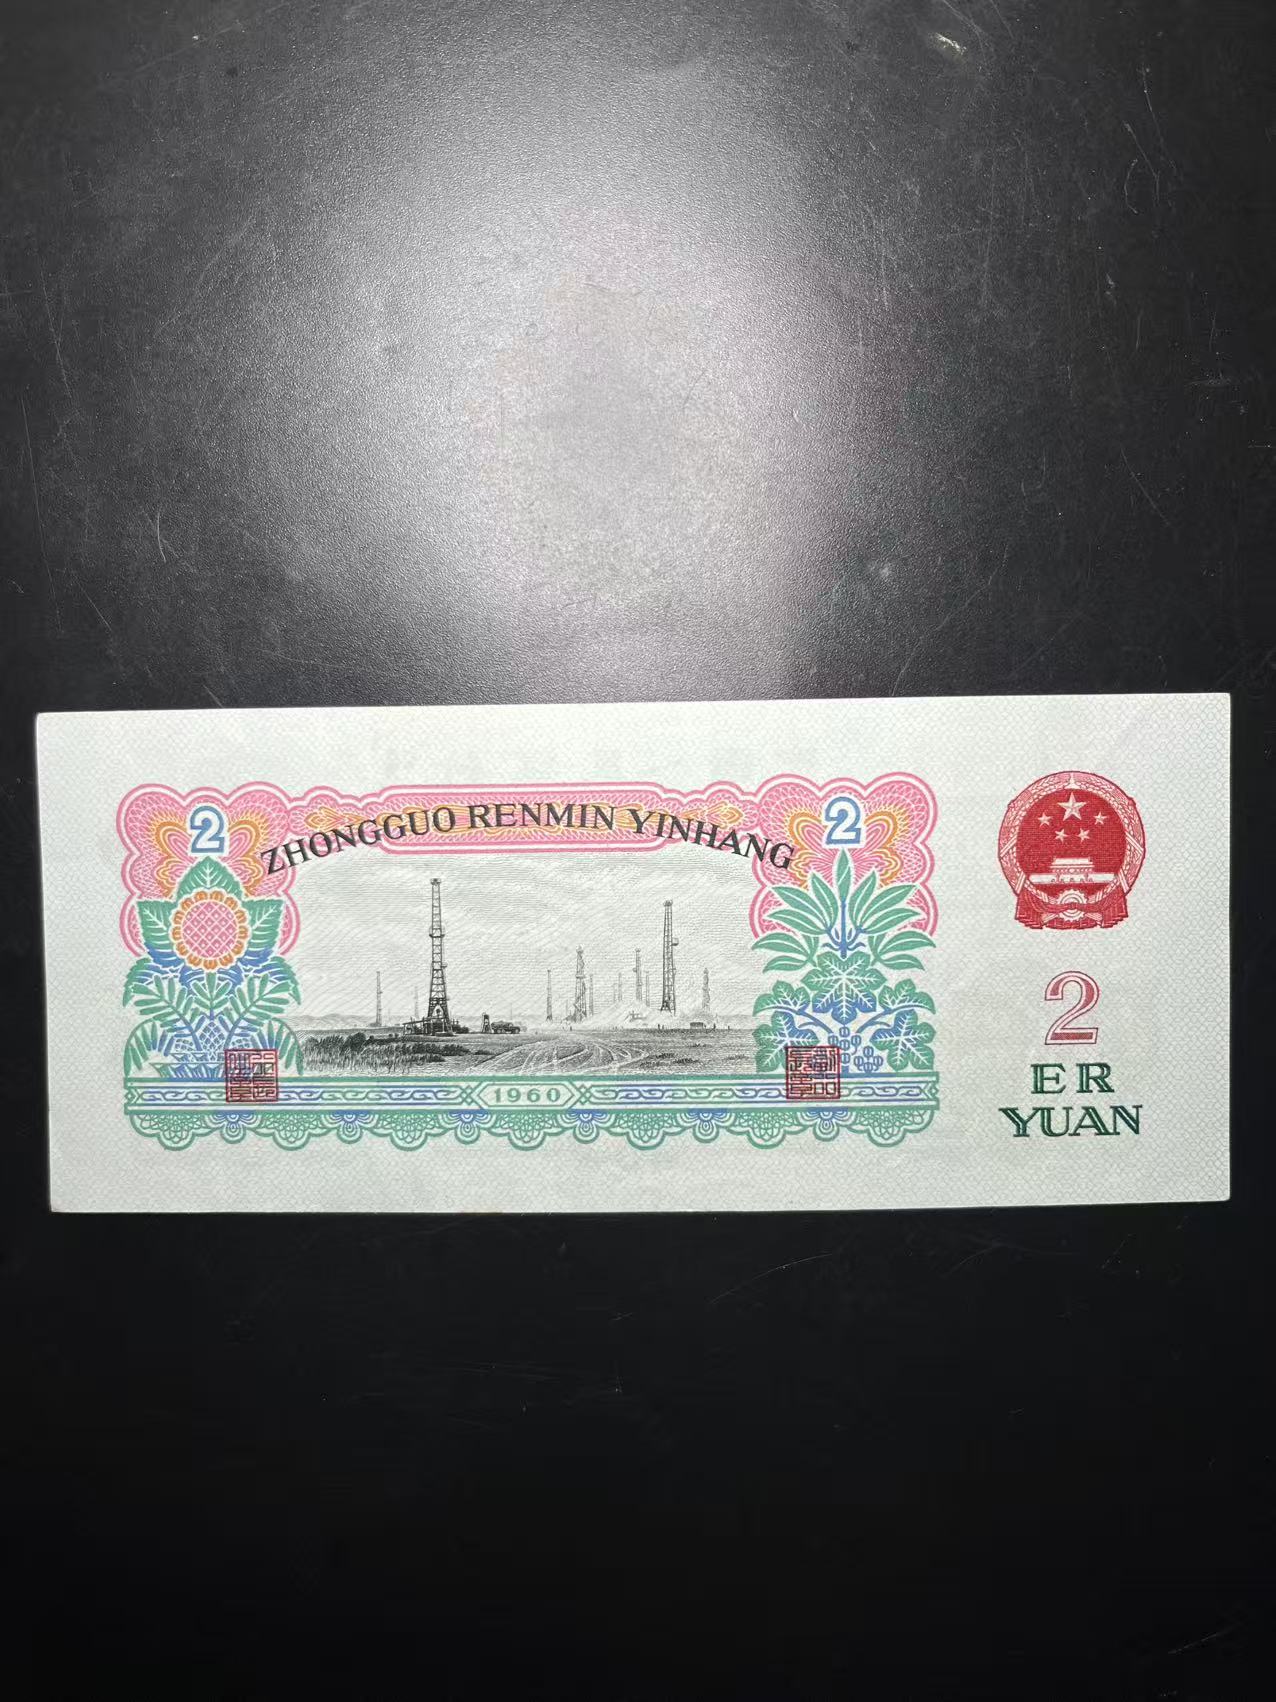 ZHONGGUO RENMIN YINHANG
2
2
1960
2
ER
YUAN